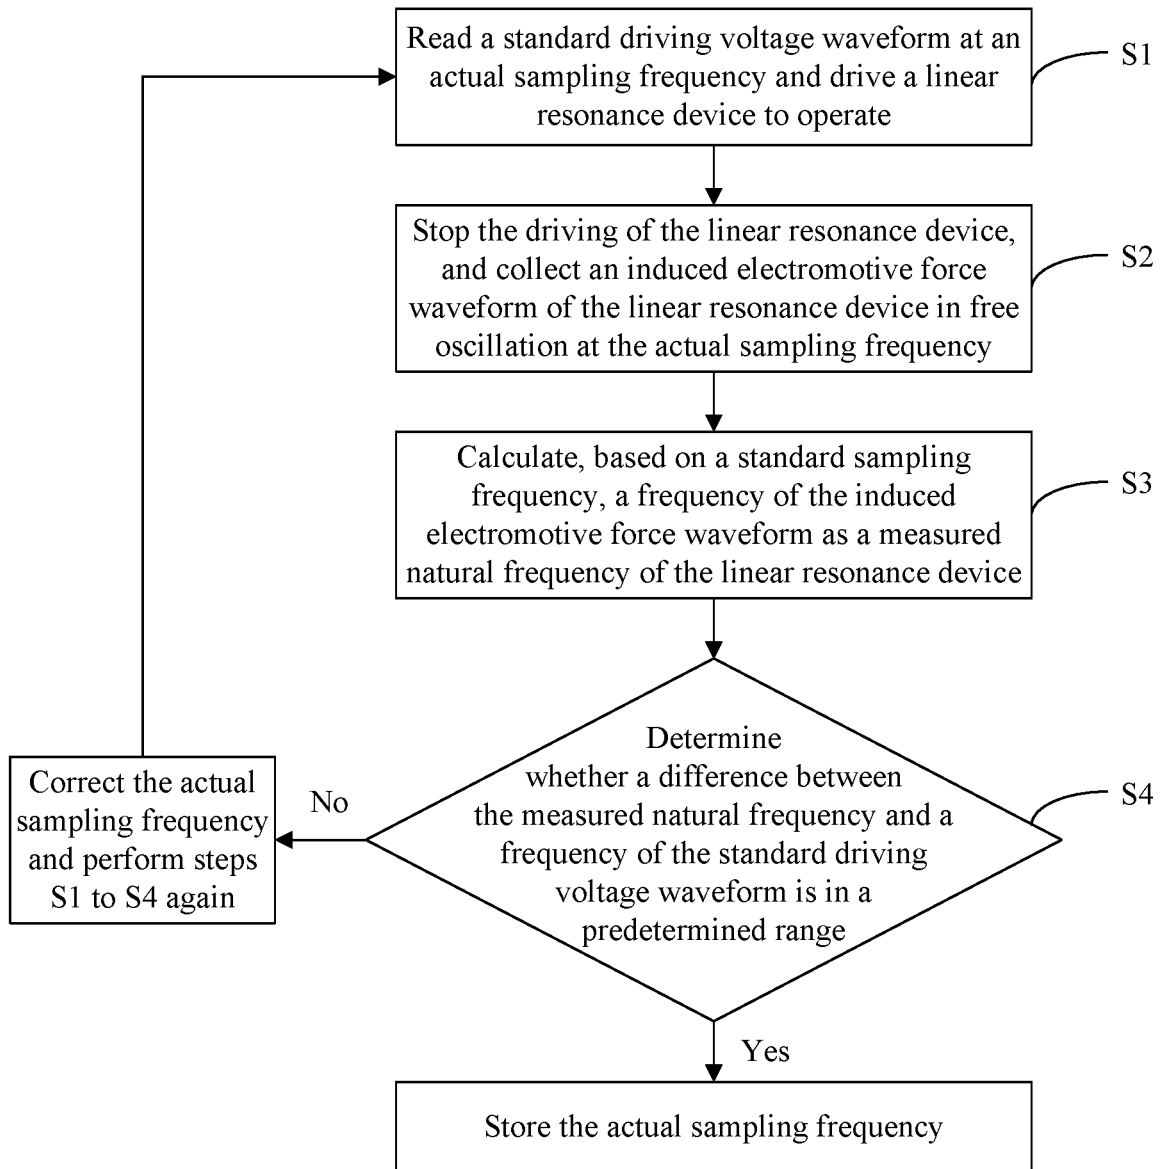 Read a standard driving voltage waveform at an
actual sampling frequency and drive a linear
resonance device to operate
S1
Stop the driving of the linear resonance device,
and collect an induced electromotive force
waveform of the linear resonance device in free
oscillation at the actual sampling frequency
S2
Calculate, based on a standard sampling
frequency, a frequency of the induced
electromotive force waveform as a measured
natural frequency of the linear resonance device
S3
Determine
whether a difference between
the measured natural frequency and a
frequency of the standard driving
voltage waveform is in a
predetermined range
S4
No
Correct the actual
sampling frequency
and perform steps
S1 to S4 again
Yes
Store the actual sampling frequency